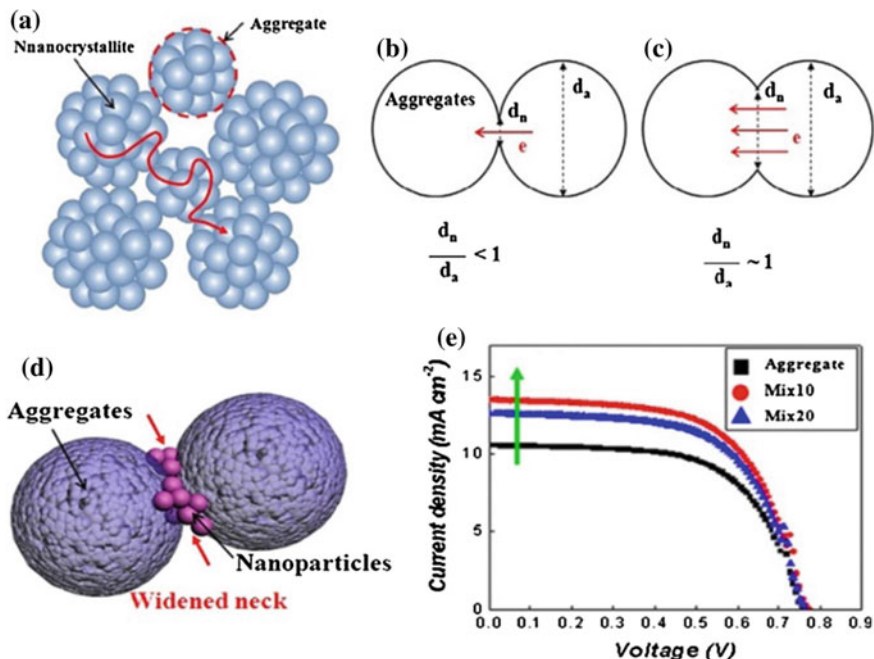 (a)
Nnanocrystallite
Aggregate
(b)
Aggregates
dn
da
e
dn
da
< 1
(c)
dn
da
e
dn
da
~ 1
(d)
Aggregates
Nanoparticles
Widened neck
(e)
Current density (mA cm-2)
15
10
5
0
Aggregate
Mix10
Mix20
0.0 0.1 0.2 0.3 0.4 0.5 0.6 0.7 0.8 0.9
Voltage (V)